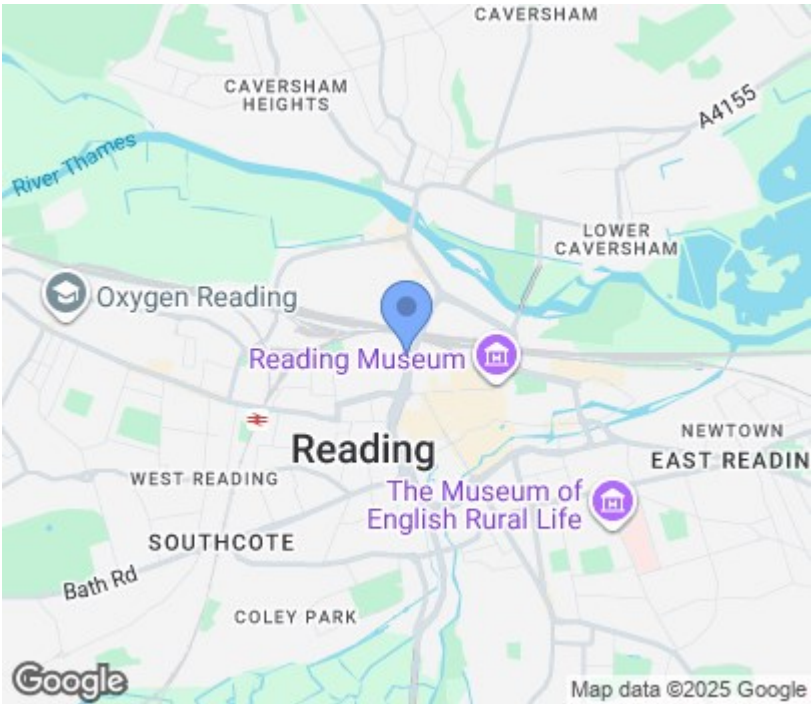 CAVERSHAM
CAVERSHAM
HEIGHTS
A4155
River Thames
LOWER
CAVERSHAM
Oxygen Reading
Reading Museum
Reading
NEWTOWN
EAST READIN
WEST READING
The Museum of
English Rural Life
SOUTHCOTE
Bath Rd
COLEY PARK
Google
Map data ©2025 Google